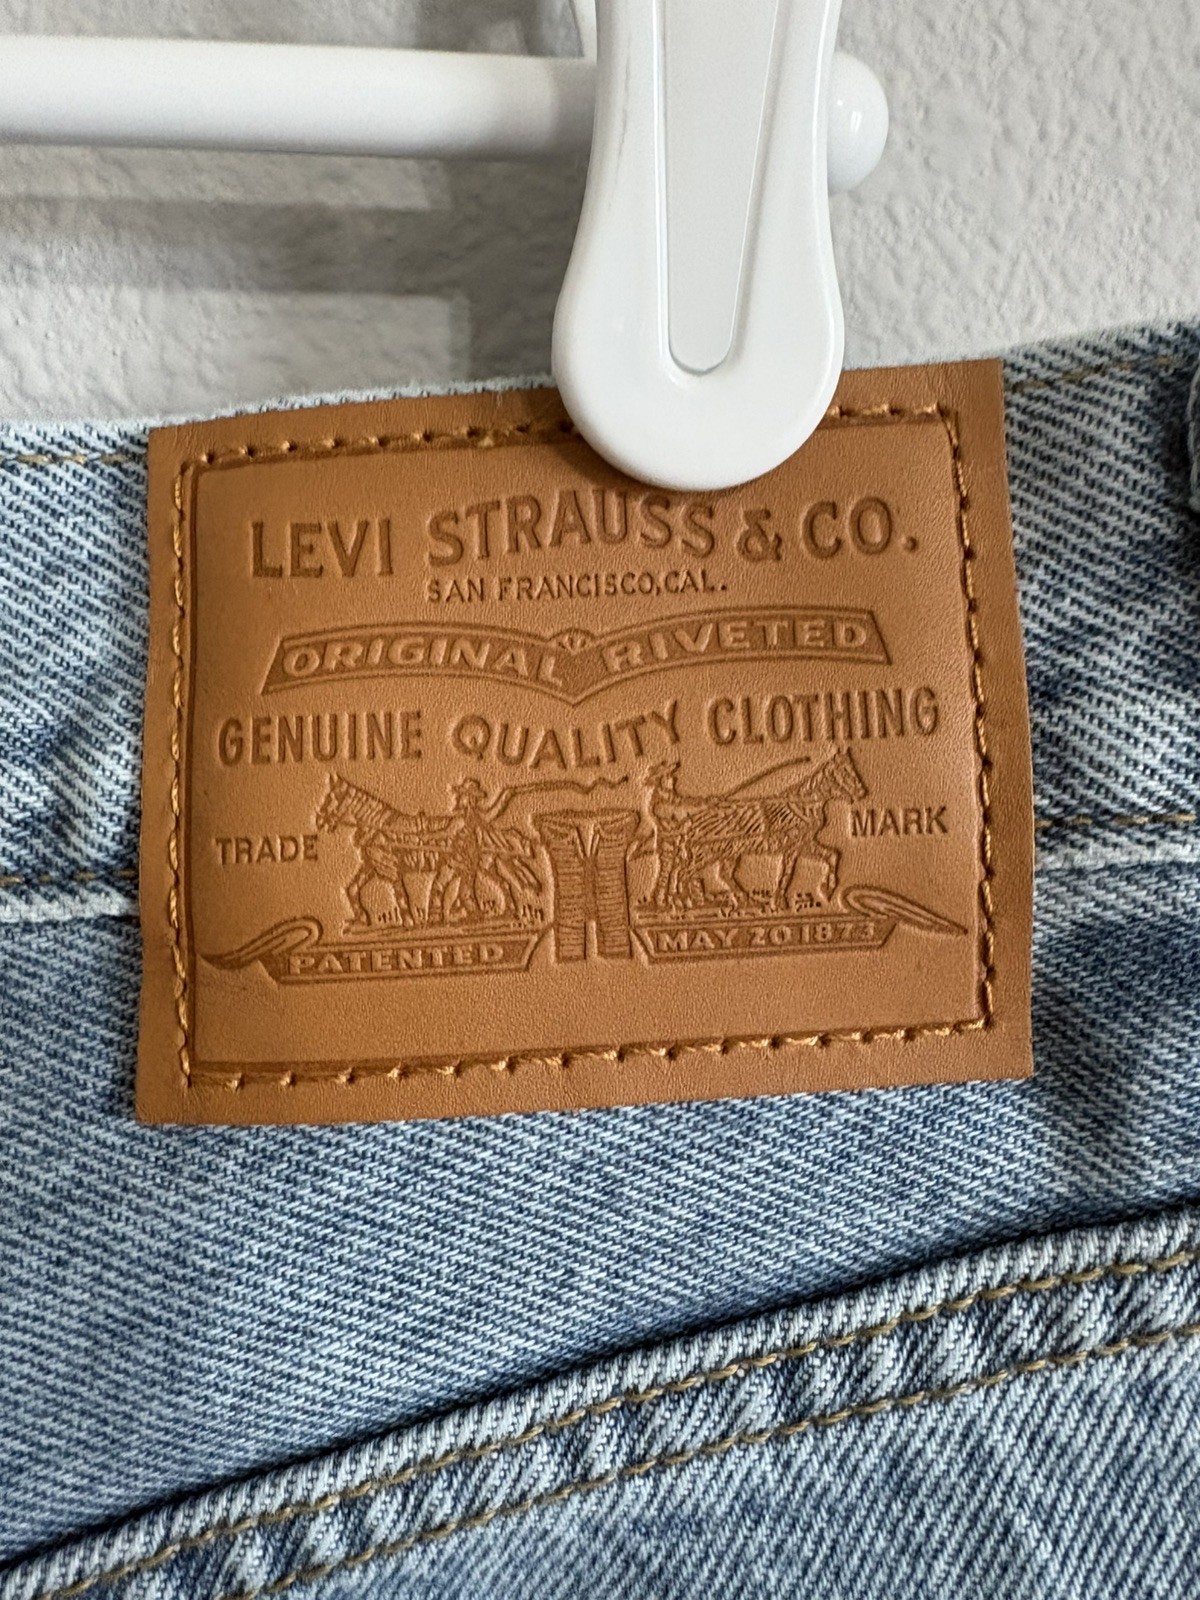 LEVI STRAUSS & CO.
SAN FRANCISCO, CAL.
ORIGINAL RIVETED
GENUINE QUALITY CLOTHING
TRADE MARK
PATENTED MAY 20 1873